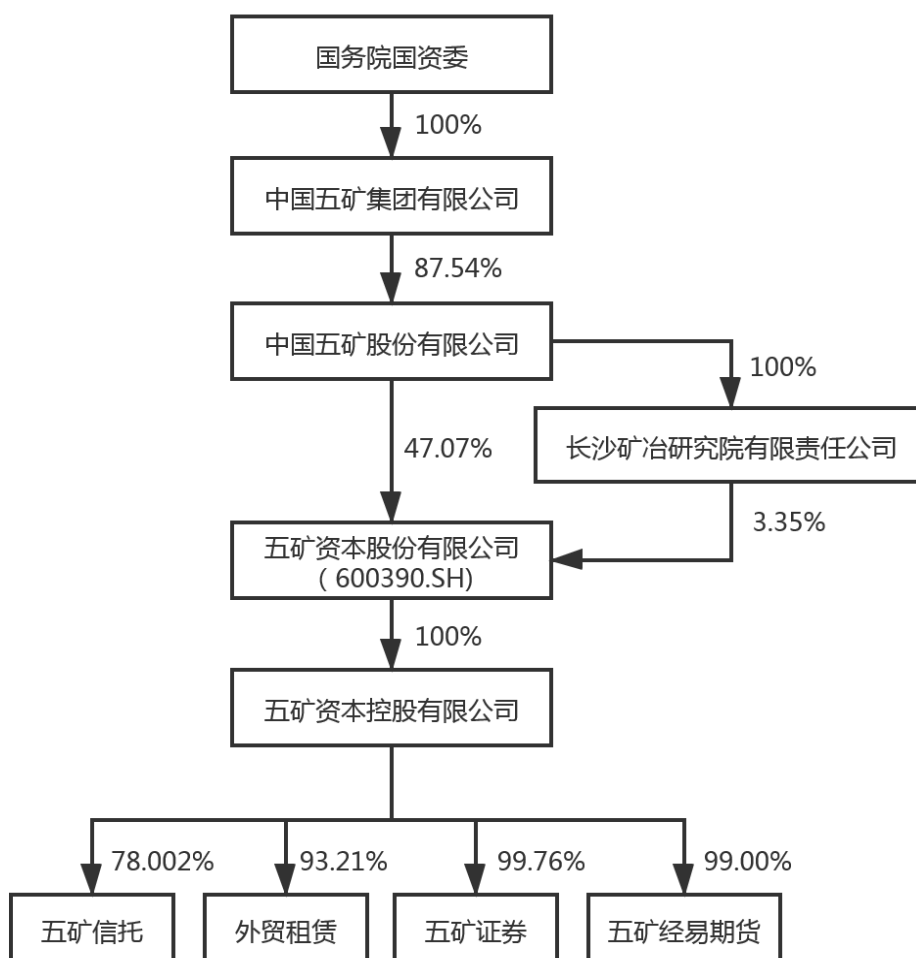 国务院国资委
100%
中国五矿集团有限公司
87.54%
中国五矿股份有限公司
100%
长沙矿冶研究院有限责任公司
47.07%
3.35%
五矿资本股份有限公司
（600390.SH)
100%
五矿资本控股有限公司
78.002%
93.21%
99.76%
99.00%
五矿信托
外贸租赁
五矿证券
五矿经易期货